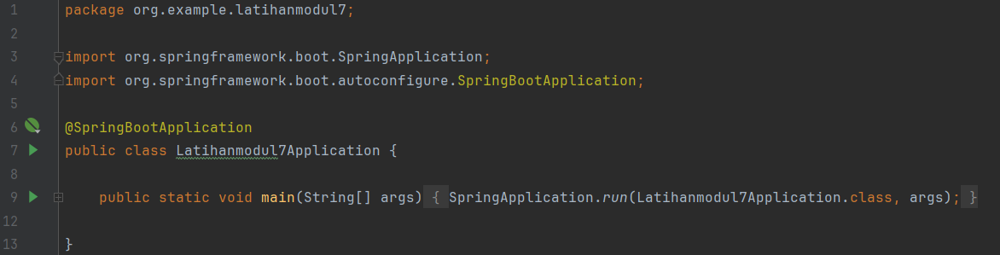 1 package org.example.latihanmodul7;
2
3 import org.springframework.boot.SpringApplication;
4 import org.springframework.boot.autoconfigure.SpringBootApplication;
5
6 @SpringBootApplication
7 public class Latihanmodul7Application {
8
9 public static void main(String[] args) { SpringApplication.run(Latihanmodul7Application.class, args); }
12
13 }